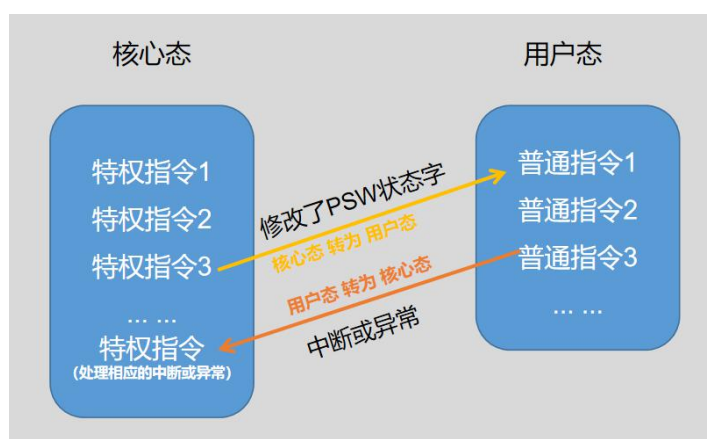 核心态
用户态
特权指令1
特权指令2
特权指令3
... ...
特权指令
(处理相应的中断或异常)
修改了PSW状态字
核心态 转为 用户态
用户态 转为 核心态
中断或异常
普通指令1
普通指令2
普通指令3
... ...